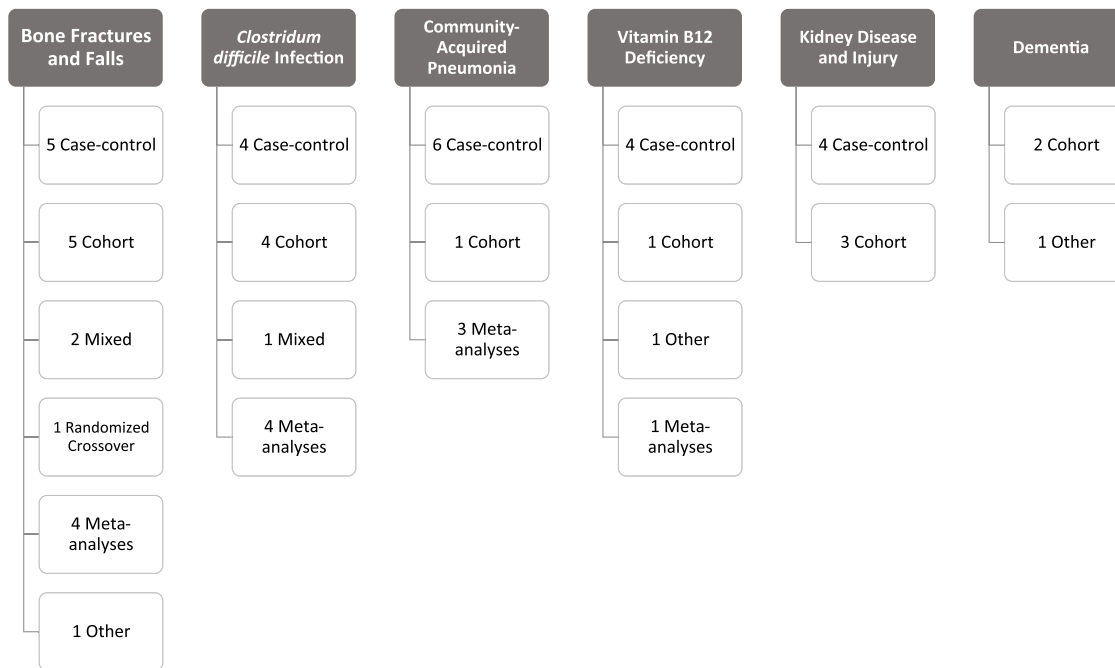 Bone Fractures
and Falls
5 Case-control
5 Cohort
2 Mixed
1 Randomized
Crossover
4 Meta-
analyses
1 Other
Clostridum
difficile Infection
4 Case-control
4 Cohort
1 Mixed
4 Meta-
analyses
Community-
Acquired
Pneumonia
6 Case-control
1 Cohort
3 Meta-
analyses
Vitamin B12
Deficiency
4 Case-control
1 Cohort
1 Other
1 Meta-
analyses
Kidney Disease
and Injury
4 Case-control
3 Cohort
Dementia
2 Cohort
1 Other